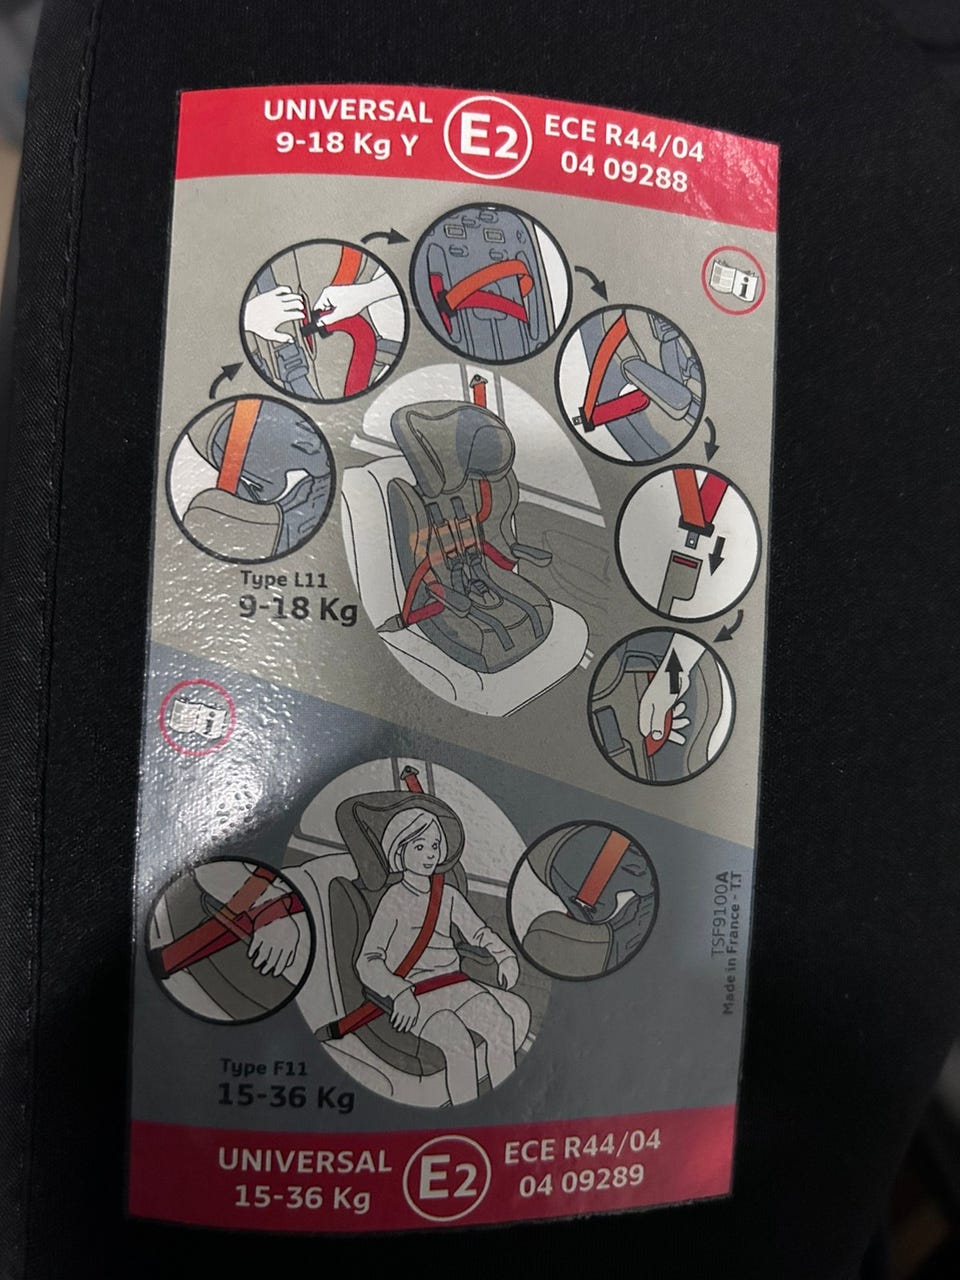 UNIVERSAL
9-18 Kg Y
E2
ECE R44/04
04 09288
i
Type L11
9-18 Kg
i
TSF9100A
Made in France - T.T
Type F11
15-36 Kg
UNIVERSAL
15-36 Kg
E2
ECE R44/04
04 09289